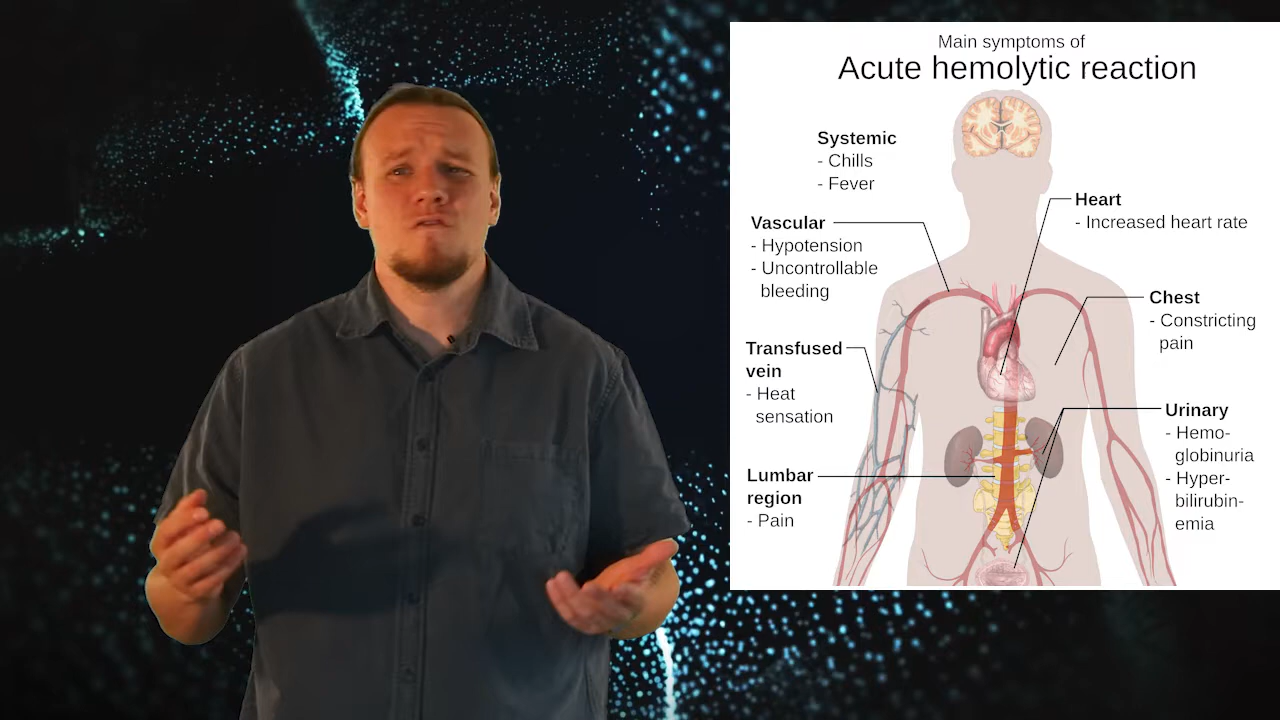 Main symptoms of
Acute hemolytic reaction
Systemic
- Chills
- Fever
Vascular
- Hypotension
- Uncontrollable
bleeding
Transfused
vein
- Heat
sensation
Lumbar
region
- Pain
Heart
- Increased heart rate
Chest
- Constricting
pain
Urinary
- Hemo-
globinuria
- Hyper-
bilirubin-
emia